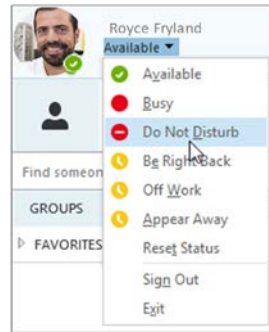 Royce Fryland
Available
Available
Busy
Do Not Disturb
Be Right Back
Find someon
Off Work
GROUPS
Appear Away
FAVORITES
Reset Status
Sign Out
Exit